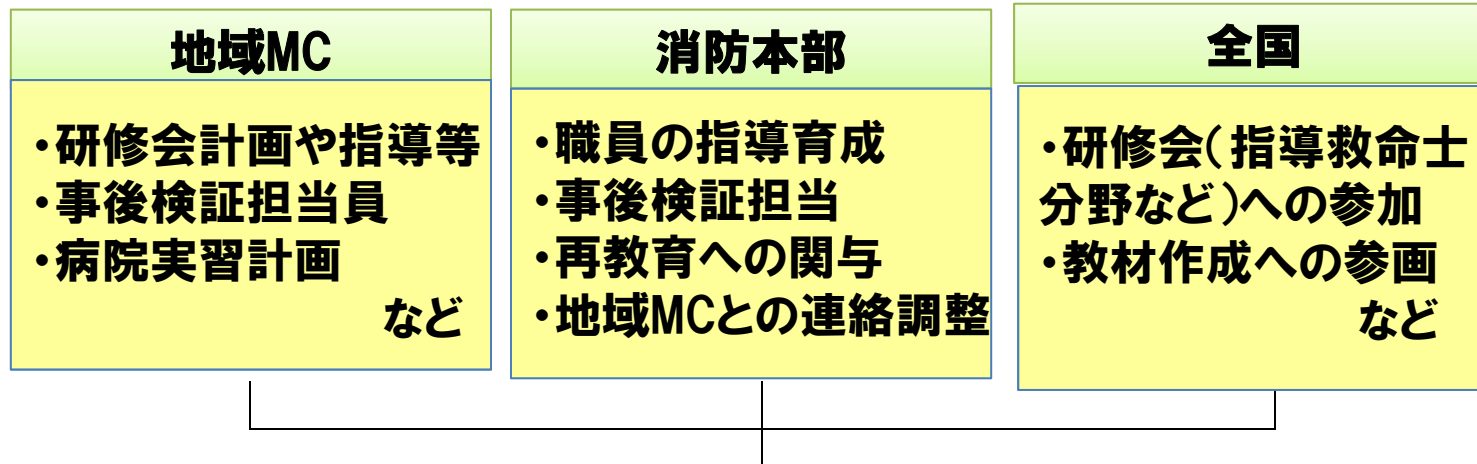 地域MC
・研修会計画や指導等
・事後検証担当員
・病院実習計画
など
消防本部
・職員の指導育成
・事後検証担当
・再教育への関与
・地域MCとの連絡調整
全国
・研修会(指導救命士
分野など)への参加
・教材作成への参画
など